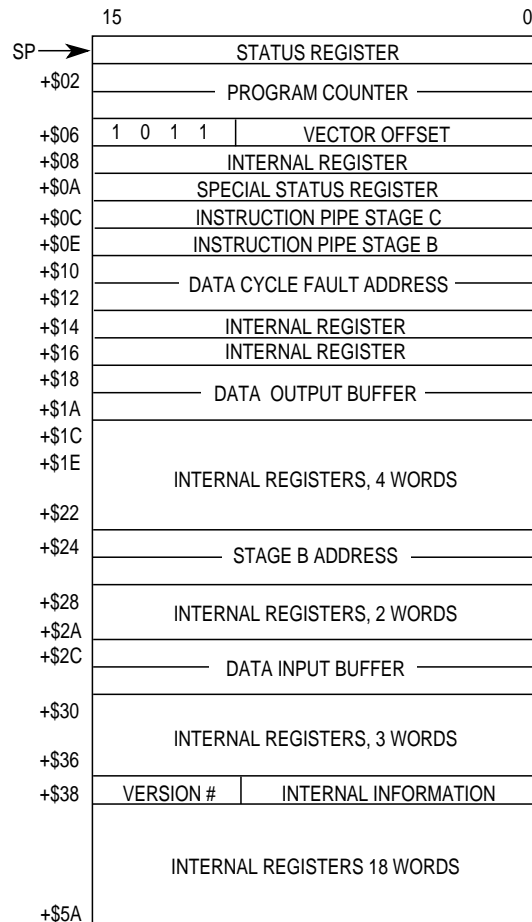 15 0
SP STATUS REGISTER
+$02 PROGRAM COUNTER
+$06 1 0 1 1 VECTOR OFFSET
+$08 INTERNAL REGISTER
+$0A SPECIAL STATUS REGISTER
+$0C INSTRUCTION PIPE STAGE C
+$0E INSTRUCTION PIPE STAGE B
+$10
DATA CYCLE FAULT ADDRESS
+$12
+$14 INTERNAL REGISTER
+$16 INTERNAL REGISTER
+$18
DATA OUTPUT BUFFER
+$1A
+$1C
+$1E
INTERNAL REGISTERS, 4 WORDS
+$22
+$24
STAGE B ADDRESS
+$28
INTERNAL REGISTERS, 2 WORDS
+$2A
+$2C
DATA INPUT BUFFER
+$30
INTERNAL REGISTERS, 3 WORDS
+$36
+$38 VERSION # INTERNAL INFORMATION
INTERNAL REGISTERS 18 WORDS
+$5A